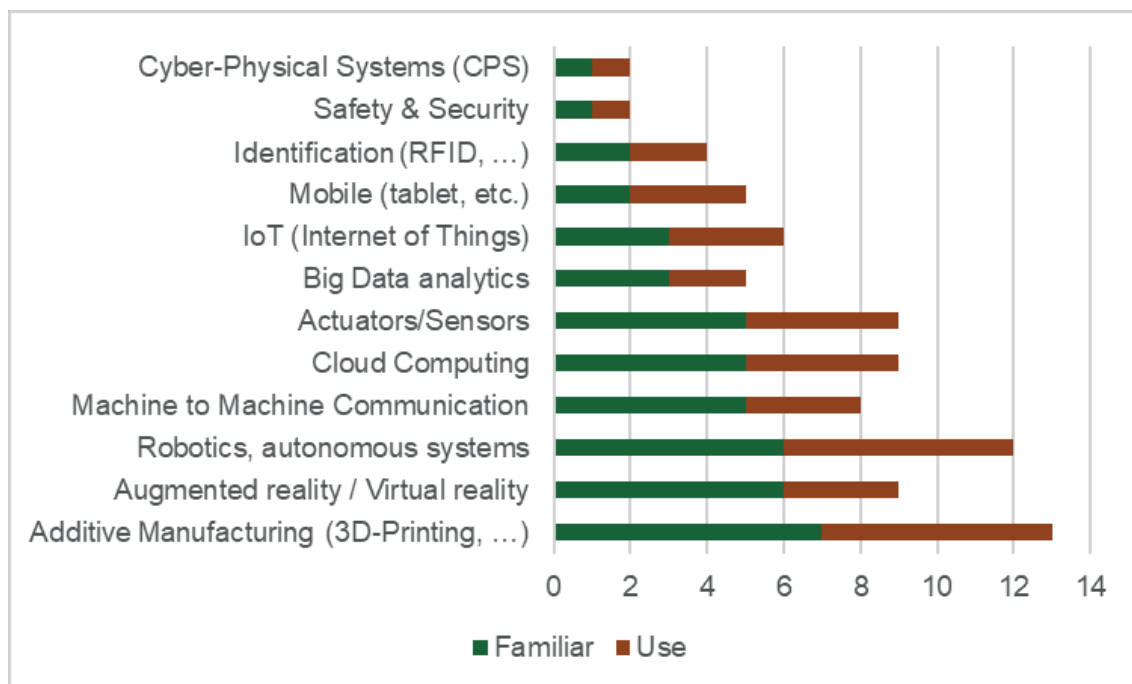 Cyber-Physical Systems (CPS)
Safety & Security
Identification (RFID, …)
Mobile (tablet, etc.)
IoT (Internet of Things)
Big Data analytics
Actuators/Sensors
Cloud Computing
Machine to Machine Communication
Robotics, autonomous systems
Augmented reality / Virtual reality
Additive Manufacturing (3D-Printing, …)
0 2 4 6 8 10 12 14
Familiar Use